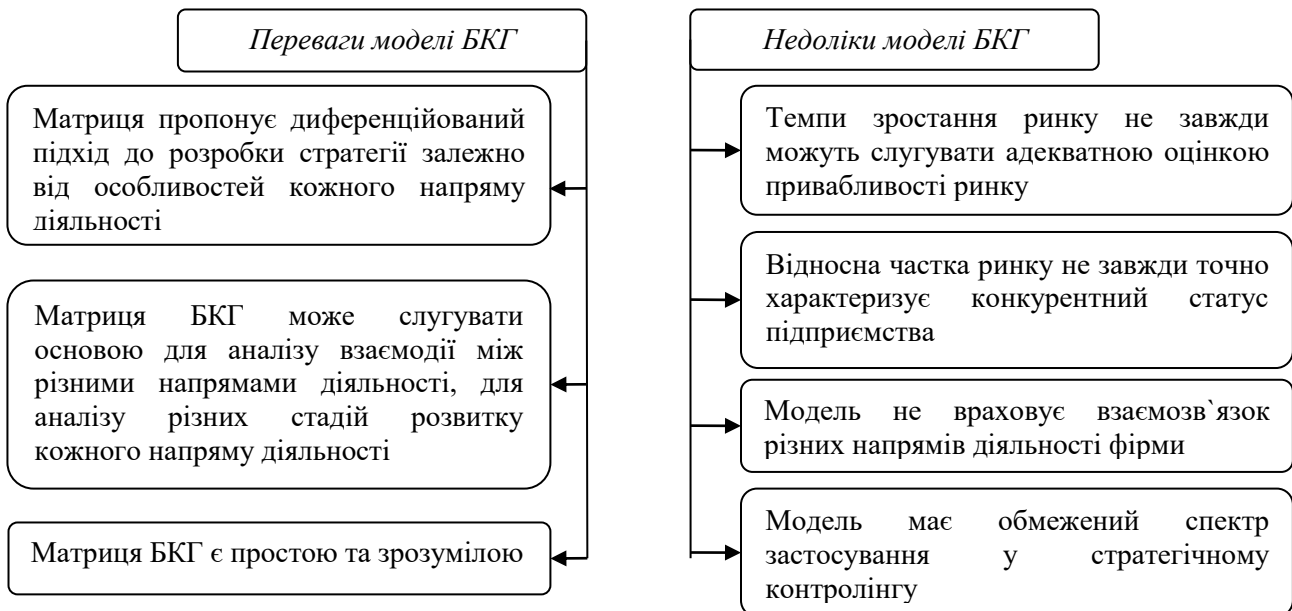 Переваги моделі БКГ
Матриця пропонує диференційований
підхід до розробки стратегії залежно
від особливостей кожного напряму
діяльності
Матриця БКГ може слугувати
основою для аналізу взаємодії між
різними напрямами діяльності, для
аналізу різних стадій розвитку
кожного напряму діяльності
Матриця БКГ є простою та зрозумілою
Недоліки моделі БКГ
Темпи зростання ринку не завжди
можуть слугувати адекватною оцінкою
привабливості ринку
Відносна частка ринку не завжди точно
характеризує конкурентний статус
підприємства
Модель не враховує взаємозв`язок
різних напрямів діяльності фірми
Модель має обмежений спектр
застосування у стратегічному
контролінгу